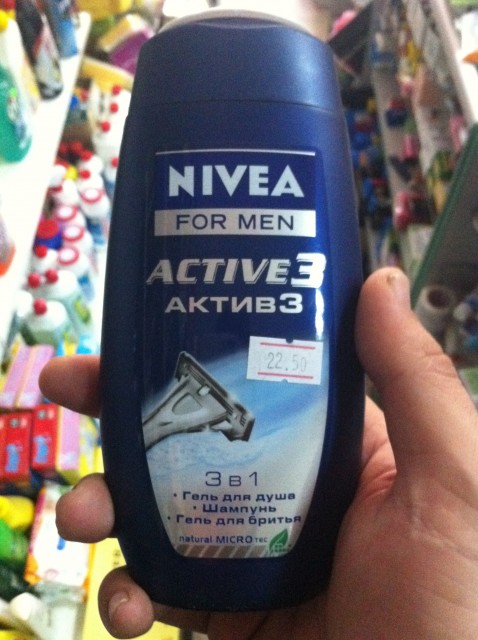 NIVEA
FOR MEN
ACTIVE3
АКТИВ3
22.50
3 в 1
• Гель для душа
• Шампунь
• Гель для бритья
natural MICRO TEC